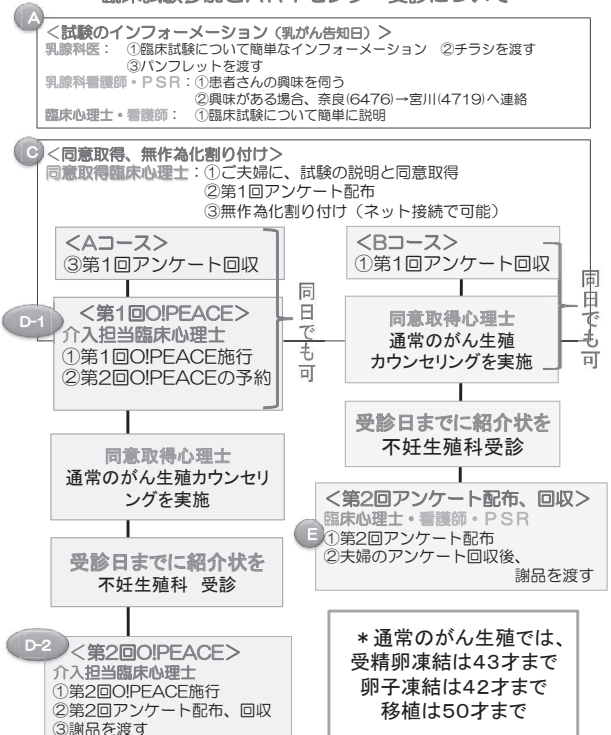 A
＜試験のインフォーメーション（乳がん告知日）＞
乳腺科医： ①臨床試験について簡単なインフォーメーション ②チラシを渡す
③パンフレットを渡す
乳腺科看護師・ＰＳＲ：①患者さんの興味を伺う
②興味がある場合、奈良(6476)→宮川(4719)へ連絡
臨床心理士・看護師： ①臨床試験について簡単に説明
C
＜同意取得、無作為化割り付け＞
同意取得臨床心理士：①ご夫婦に、試験の説明と同意取得
②第1回アンケート配布
③無作為化割り付け（ネット接続で可能）
＜Aコース＞
③第1回アンケート回収
D-1
＜第1回O!PEACE＞
介入担当臨床心理士
①第1回O!PEACE施行
②第2回O!PEACEの予約
同日でも可
同意取得心理士
通常のがん生殖カウンセリ
ングを実施
受診日までに紹介状を
不妊生殖科 受診
D-2
＜第2回O!PEACE＞
介入担当臨床心理士
①第2回O!PEACE施行
②第2回アンケート配布、回収
③謝品を渡す
＜Bコース＞
①第1回アンケート回収
同意取得心理士
通常のがん生殖
カウンセリングを実施
同日でも可
受診日までに紹介状を
不妊生殖科受診
＜第2回アンケート配布、回収＞
臨床心理士・看護師・ＰＳＲ
E
①第2回アンケート配布
②夫婦のアンケート回収後、
謝品を渡す
＊通常のがん生殖では、
受精卵凍結は43才まで
卵子凍結は42才まで
移植は50才まで